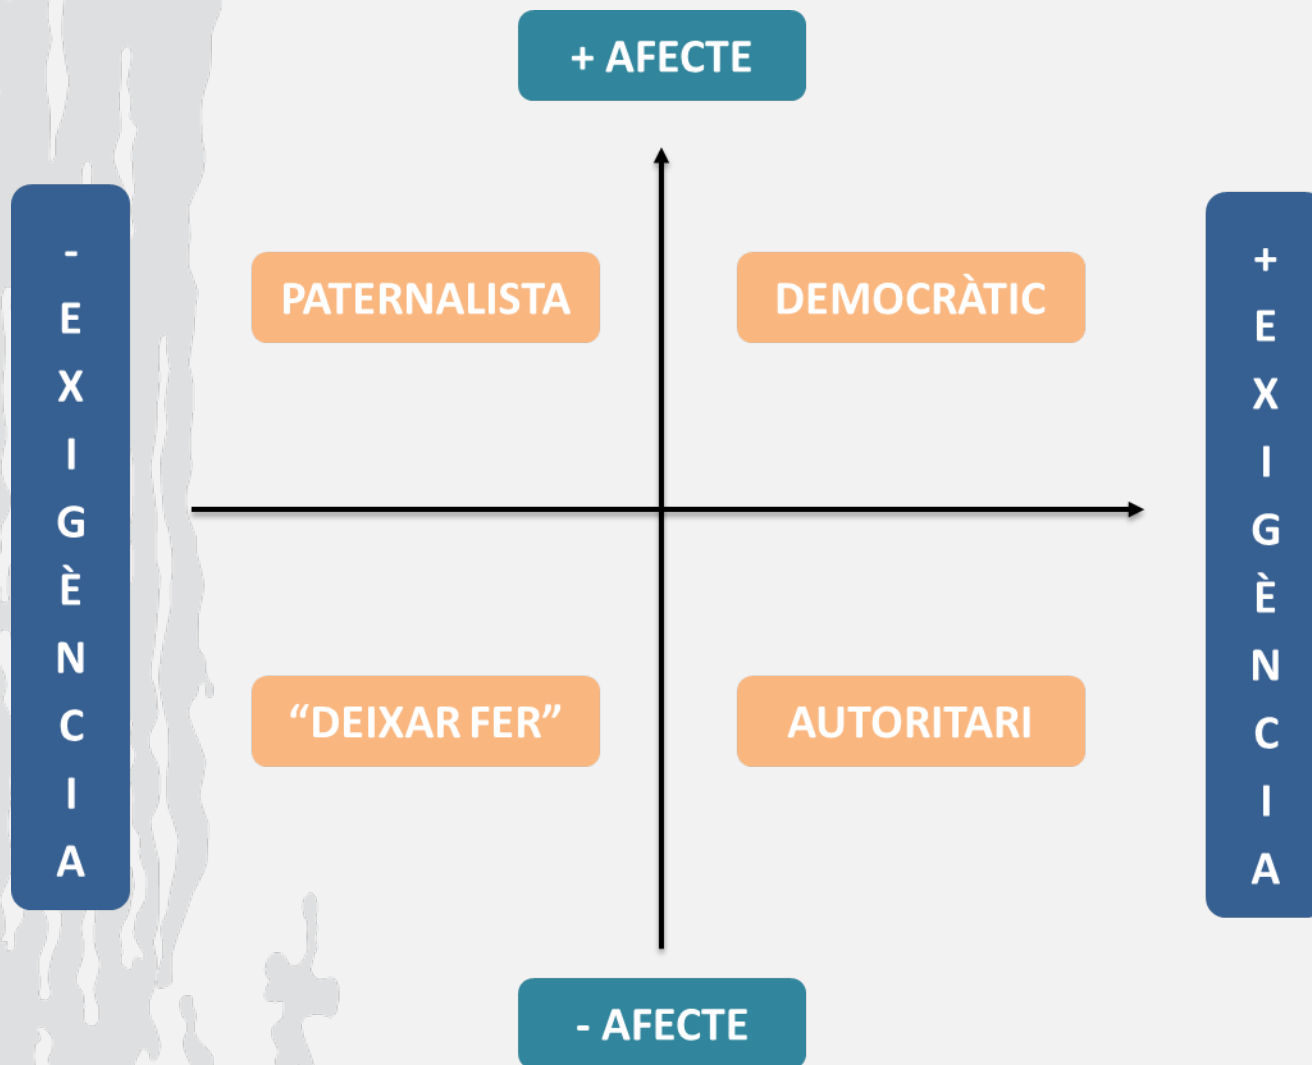 + AFECTE
- EXIGÈNCIA
PATERNALISTA
DEMOCRÀTIC
+ EXIGÈNCIA
“DEIXAR FER”
AUTORITARI
- AFECTE